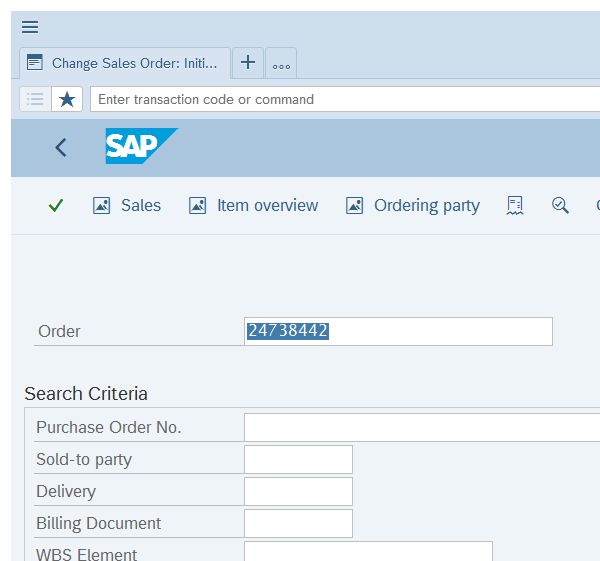 Change Sales Order: Initi...
Enter transaction code or command
SAP
Sales Item overview Ordering party
Order 24738442
Search Criteria
Purchase Order No.
Sold-to party
Delivery
Billing Document
WBS Element